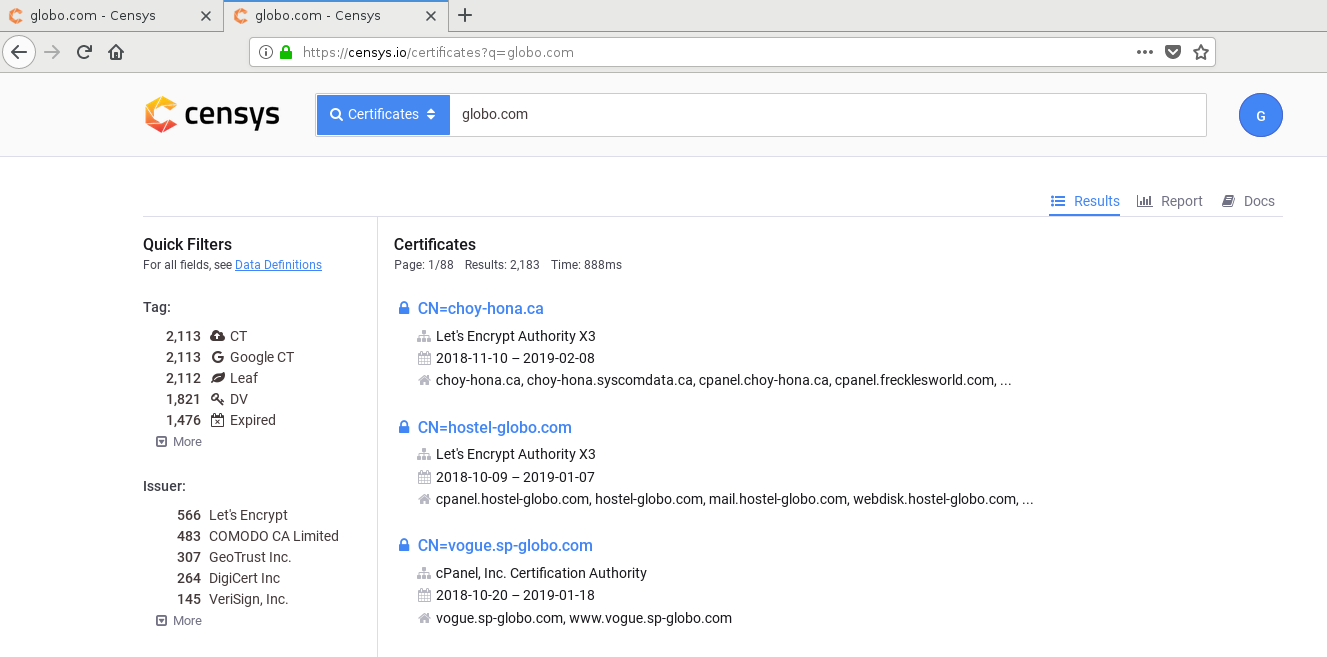 globo.com - Censys
globo.com - Censys
https://censys.io/certificates?q=globo.com
censys
Certificates
globo.com
G
Results
Report
Docs
Quick Filters
For all fields, see Data Definitions
Tag:
2,113 CT
2,113 Google CT
2,112 Leaf
1,821 DV
1,476 Expired
More
Issuer:
566 Let's Encrypt
483 COMODO CA Limited
307 GeoTrust Inc.
264 DigiCert Inc
145 VeriSign, Inc.
More
Certificates
Page: 1/88 Results: 2,183 Time: 888ms
CN=choy-hona.ca
Let's Encrypt Authority X3
2018-11-10 – 2019-02-08
choy-hona.ca, choy-hona.syscomdata.ca, cpanel.choy-hona.ca, cpanel.frecklesworld.com, ...
CN=hostel-globo.com
Let's Encrypt Authority X3
2018-10-09 – 2019-01-07
cpanel.hostel-globo.com, hostel-globo.com, mail.hostel-globo.com, webdisk.hostel-globo.com, ...
CN=vogue.sp-globo.com
cPanel, Inc. Certification Authority
2018-10-20 – 2019-01-18
vogue.sp-globo.com, www.vogue.sp-globo.com